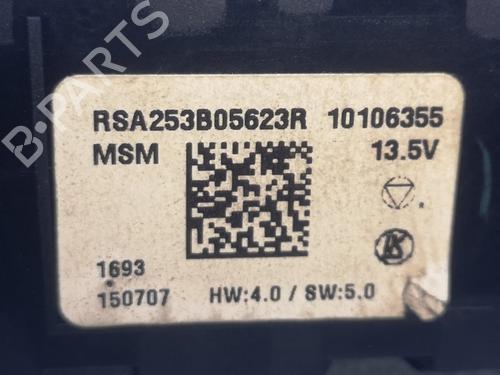 B-PARTS
RSA253B05623R 10106355
MSM 13.5V
1693
150707 HW:4.0 / SW:5.0